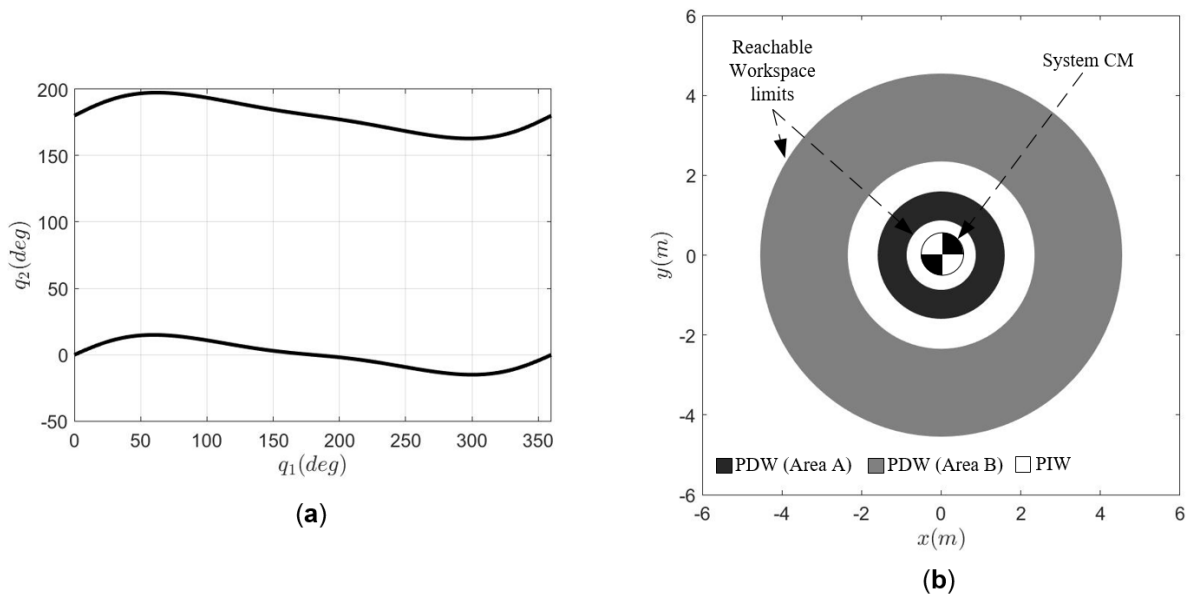 200
150
100
50
0
-50
q2(deg)
0
50
100
150
200
250
300
350
q1(deg)
(a)
6
4
2
0
-2
-4
-6
y(m)
Reachable
Workspace
limits
System CM
PDW (Area A)
PDW (Area B)
PIW
-6
-4
-2
0
2
4
6
x(m)
(b)